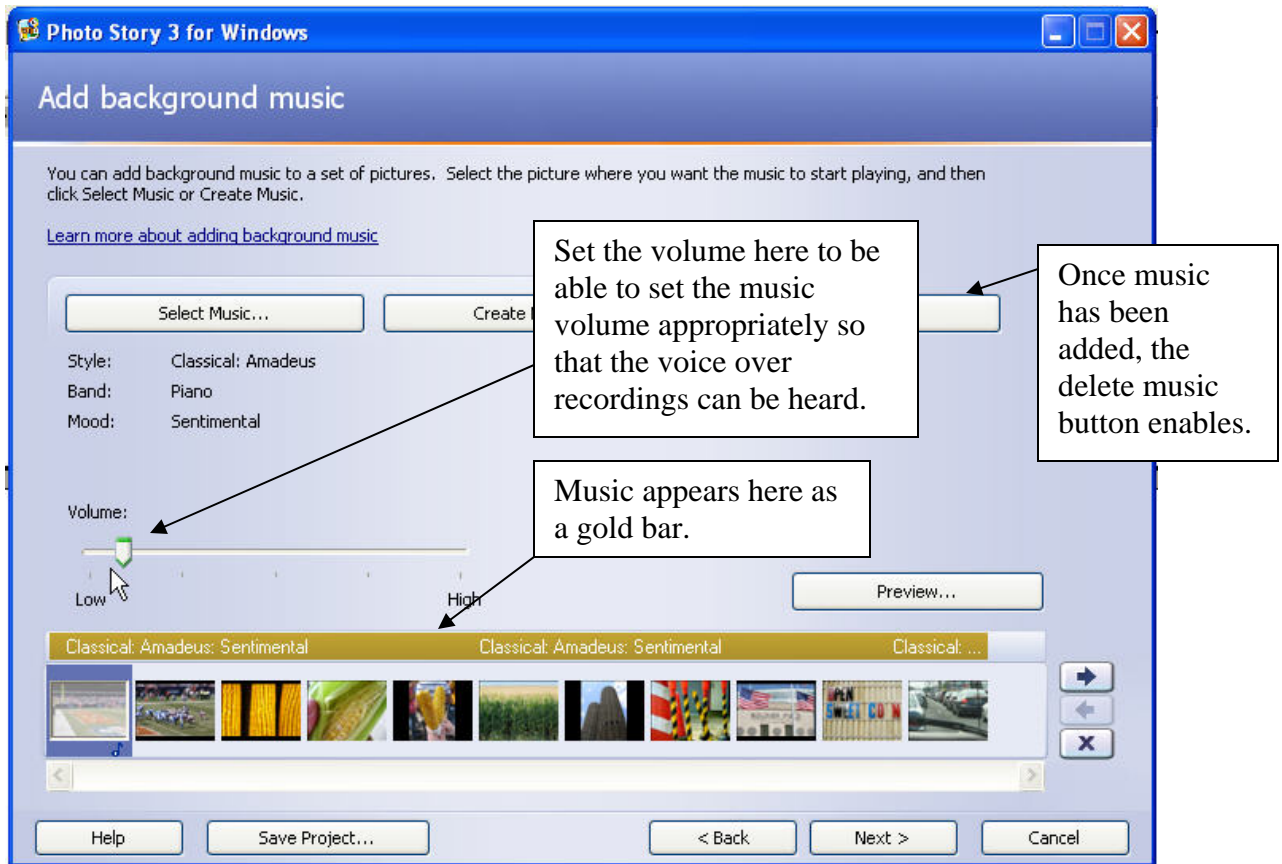 Photo Story 3 for Windows
Add background music
You can add background music to a set of pictures. Select the picture where you want the music to start playing, and then
click Select Music or Create Music.
Learn more about adding background music
Set the volume here to be
able to set the music
volume appropriately so
that the voice over
recordings can be heard.
Once music
has been
added, the
delete music
button enables.
Select Music...
Create
Style: Classical: Amadeus
Band: Piano
Mood: Sentimental
Music appears here as
a gold bar.
Volume:
Low High
Preview...
Classical: Amadeus: Sentimental Classical: Amadeus: Sentimental Classical: ...
SWEET CO N
Help Save Project... < Back Next > Cancel